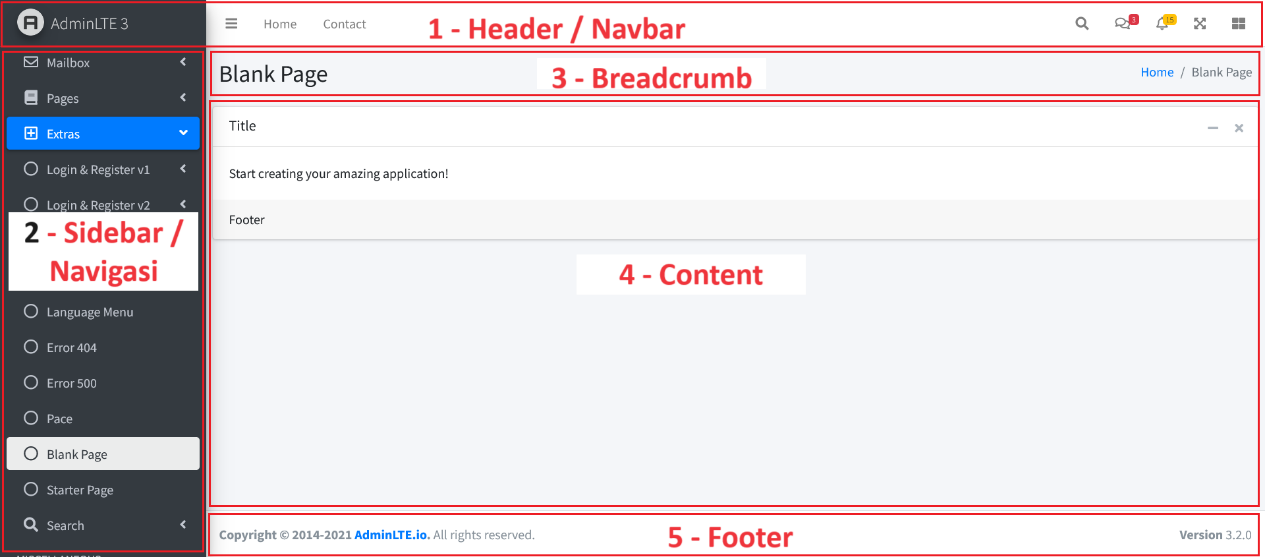 AdminLTE 3
Home Contact
1 - Header / Navbar
3
15
Mailbox
Pages
Extras
Login & Register v1
Login & Register v2
2 - Sidebar /
Navigasi
Language Menu
Error 404
Error 500
Pace
Blank Page
Starter Page
Search
Blank Page
3 - Breadcrumb
Home / Blank Page
Title
Start creating your amazing application!
Footer
4 - Content
Copyright © 2014-2021 AdminLTE.io. All rights reserved.
5 - Footer
Version 3.2.0